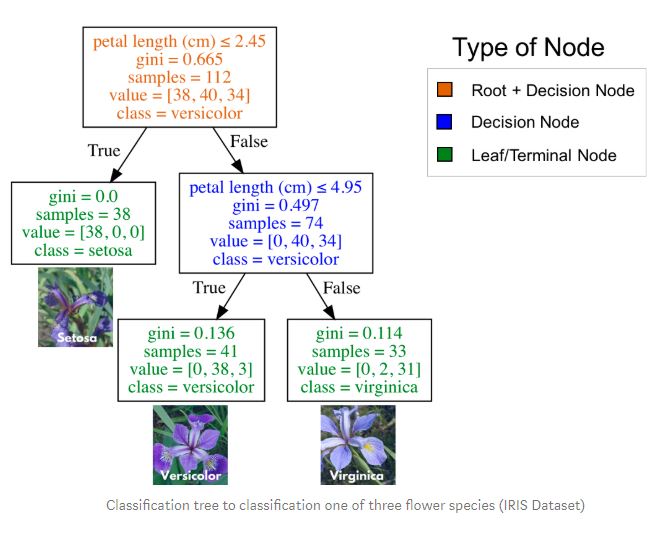 petal length (cm) ≤ 2.45
gini = 0.665
samples = 112
value = [38, 40, 34]
class = versicolor
Type of Node
Root + Decision Node
Decision Node
Leaf/Terminal Node
True
False
gini = 0.0
samples = 38
value = [38, 0, 0]
class = setosa
petal length (cm) ≤ 4.95
gini = 0.497
samples = 74
value = [0, 40, 34]
class = versicolor
Setosa
True
False
gini = 0.136
samples = 41
value = [0, 38, 3]
class = versicolor
gini = 0.114
samples = 33
value = [0, 2, 31]
class = virginica
Versicolor
Virginica
Classification tree to classification one of three flower species (IRIS Dataset)